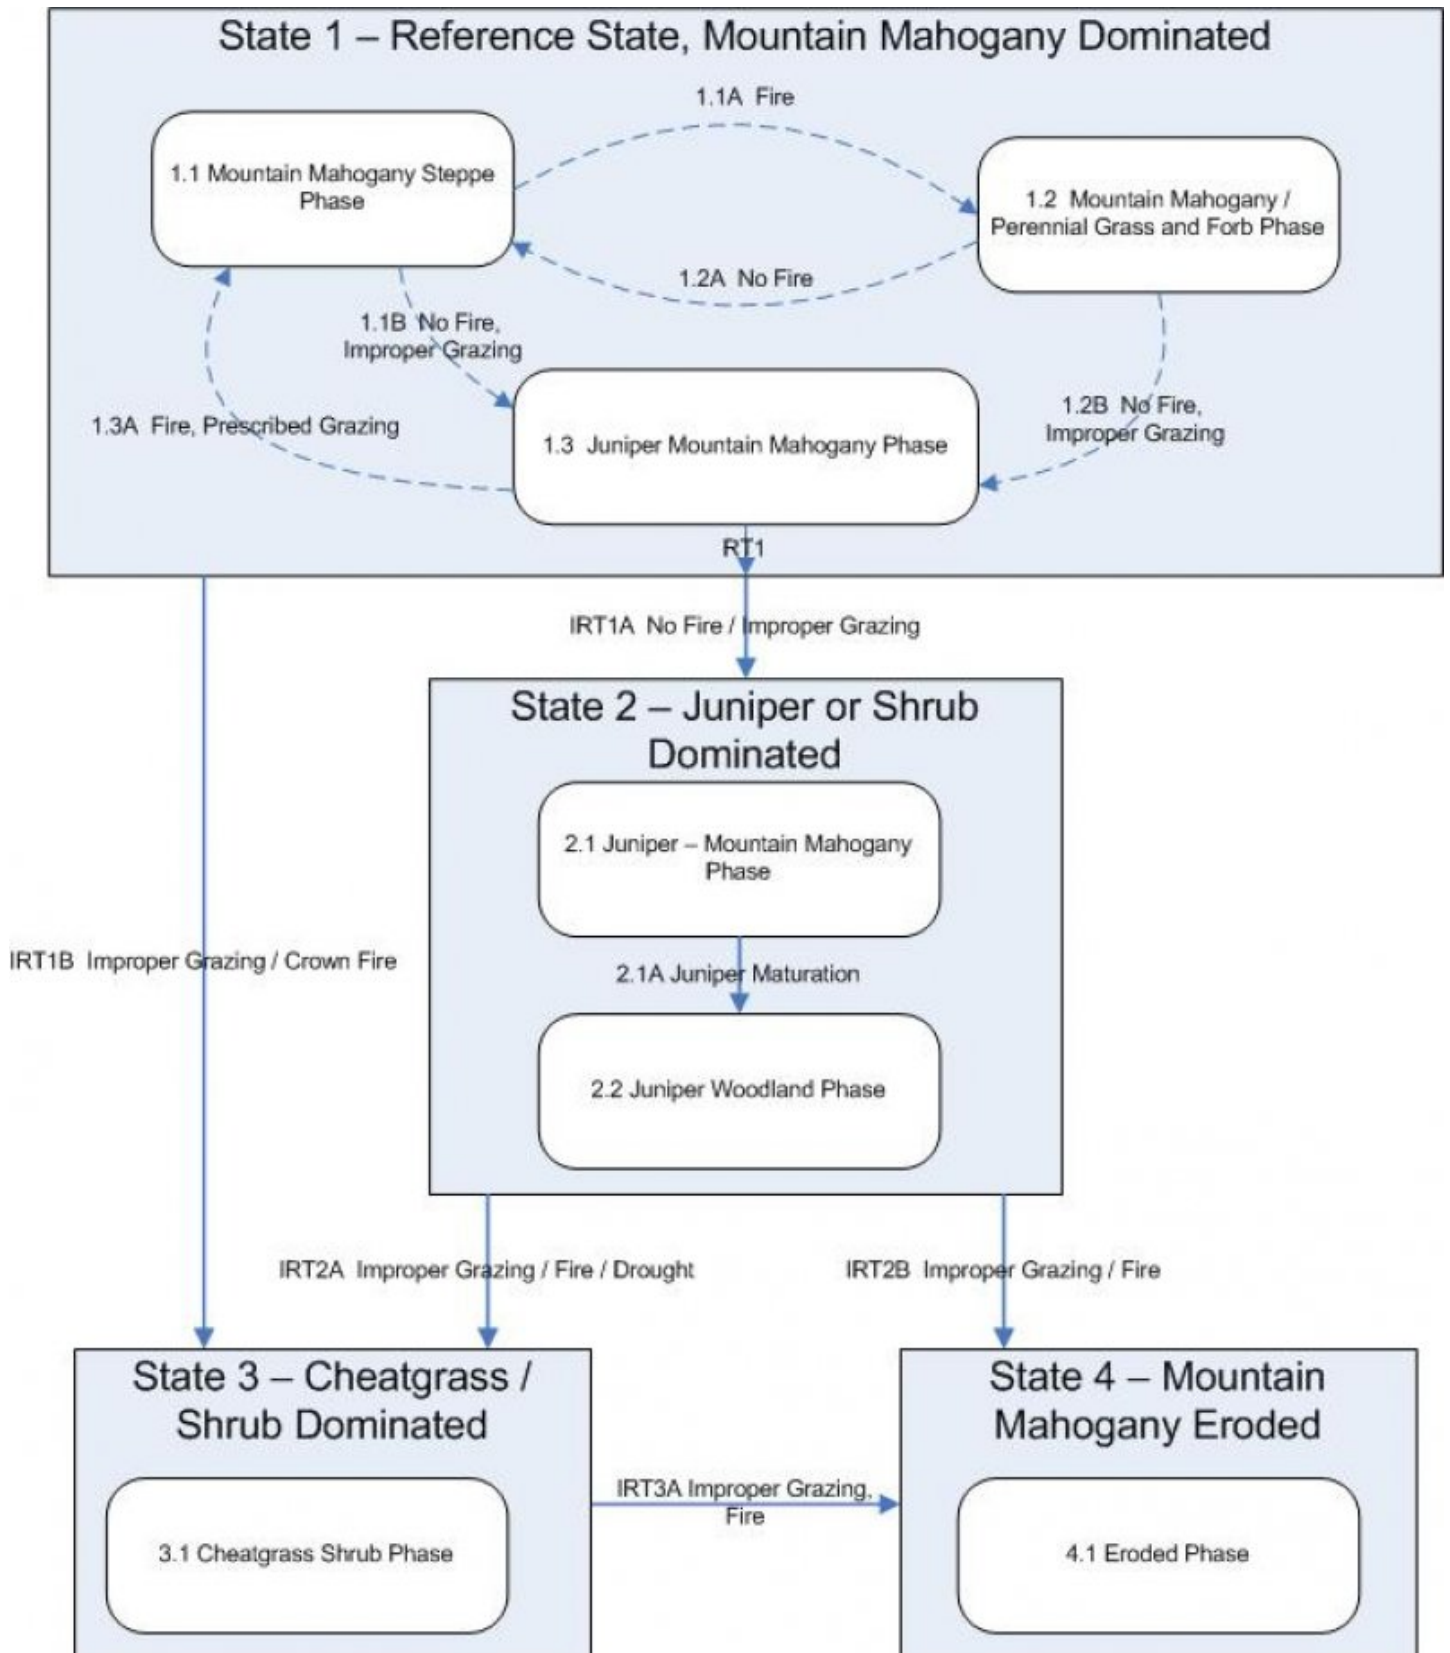 State 1 – Reference State, Mountain Mahogany Dominated
1.1A  Fire
1.1 Mountain Mahogany Steppe
Phase
1.2  Mountain Mahogany /
Perennial Grass and Forb Phase
1.2A  No Fire
1.1B  No Fire,
Improper Grazing
1.3A  Fire, Prescribed Grazing
1.3  Juniper Mountain Mahogany Phase
1.2B  No Fire,
Improper Grazing
RT1
IRT1A  No Fire / Improper Grazing
State 2 – Juniper or Shrub
Dominated
2.1 Juniper – Mountain Mahogany
Phase
IRT1B  Improper Grazing / Crown Fire
2.1A Juniper Maturation
2.2 Juniper Woodland Phase
IRT2A  Improper Grazing / Fire / Drought
IRT2B  Improper Grazing / Fire
State 3 – Cheatgrass /
Shrub Dominated
State 4 – Mountain
Mahogany Eroded
IRT3A Improper Grazing,
Fire
3.1 Cheatgrass Shrub Phase
4.1 Eroded Phase